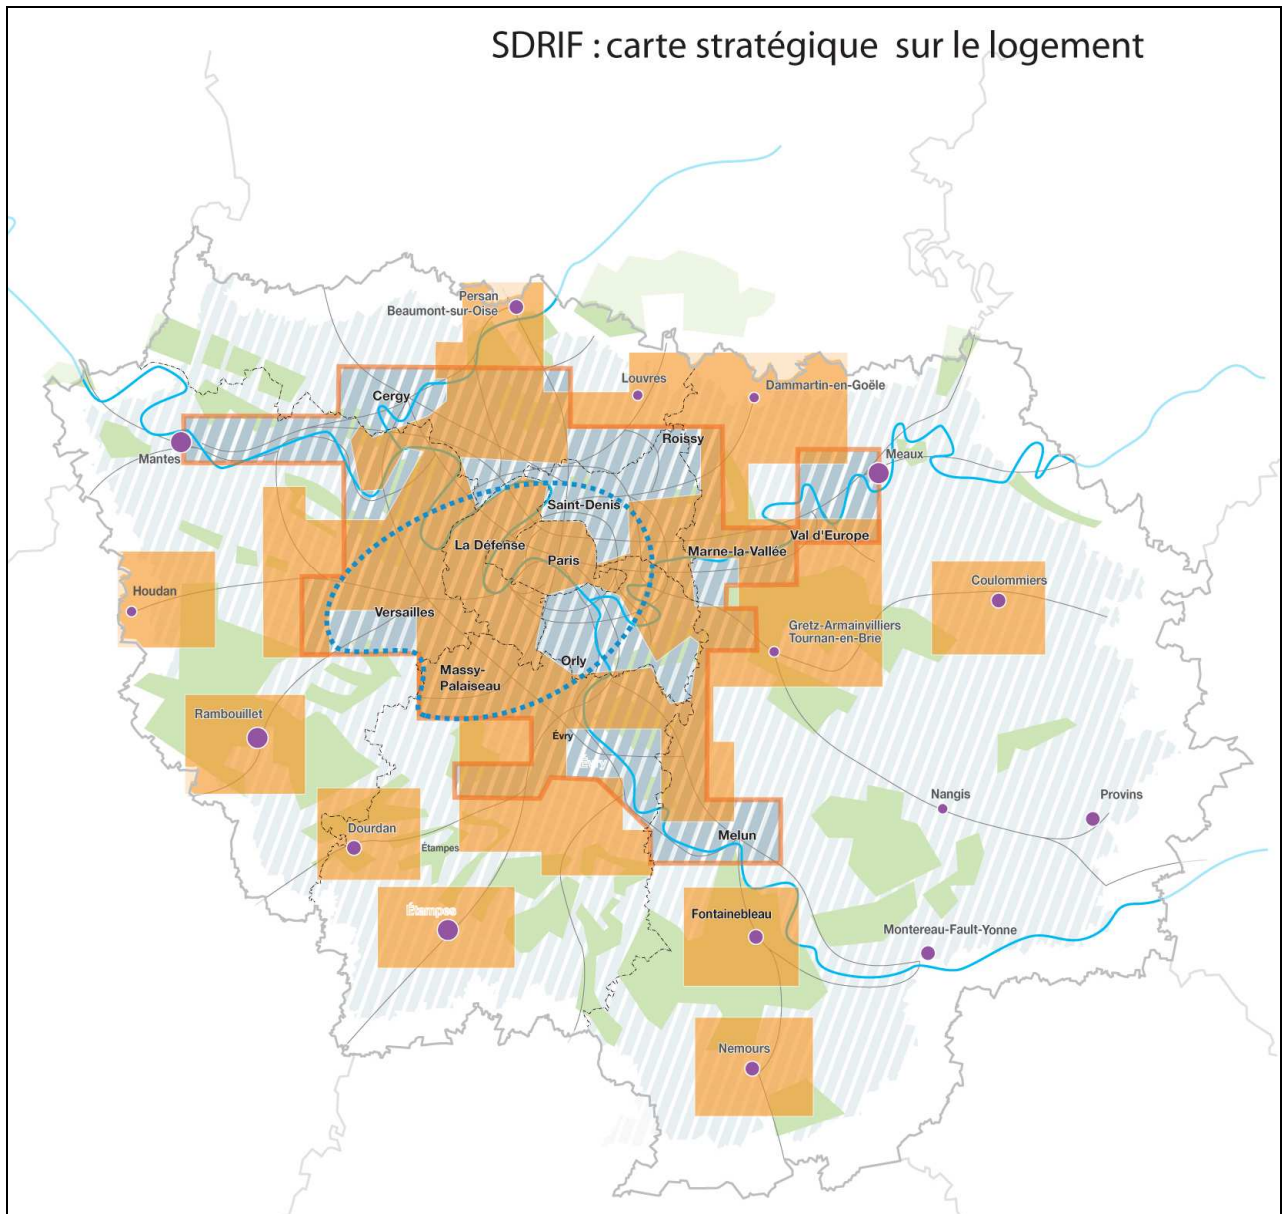 SDRIF : carte stratégique sur le logement
Persan
Beaumont-sur-Oise
Louvres
Dammartin-en-Goële
Cergy
Roissy
Mantes
Meaux
Saint-Denis
Val d'Europe
La Défense
Paris
Marne-la-Vallée
Coulommiers
Houdan
Versailles
Gretz-Armainvilliers
Tournan-en-Brie
Orly
Massy-
Palaiseau
Rambouillet
Évry
Évry
Nangis
Provins
Dourdan
Melun
Étampes
Étampes
Fontainebleau
Montereau-Fault-Yonne
Nemours